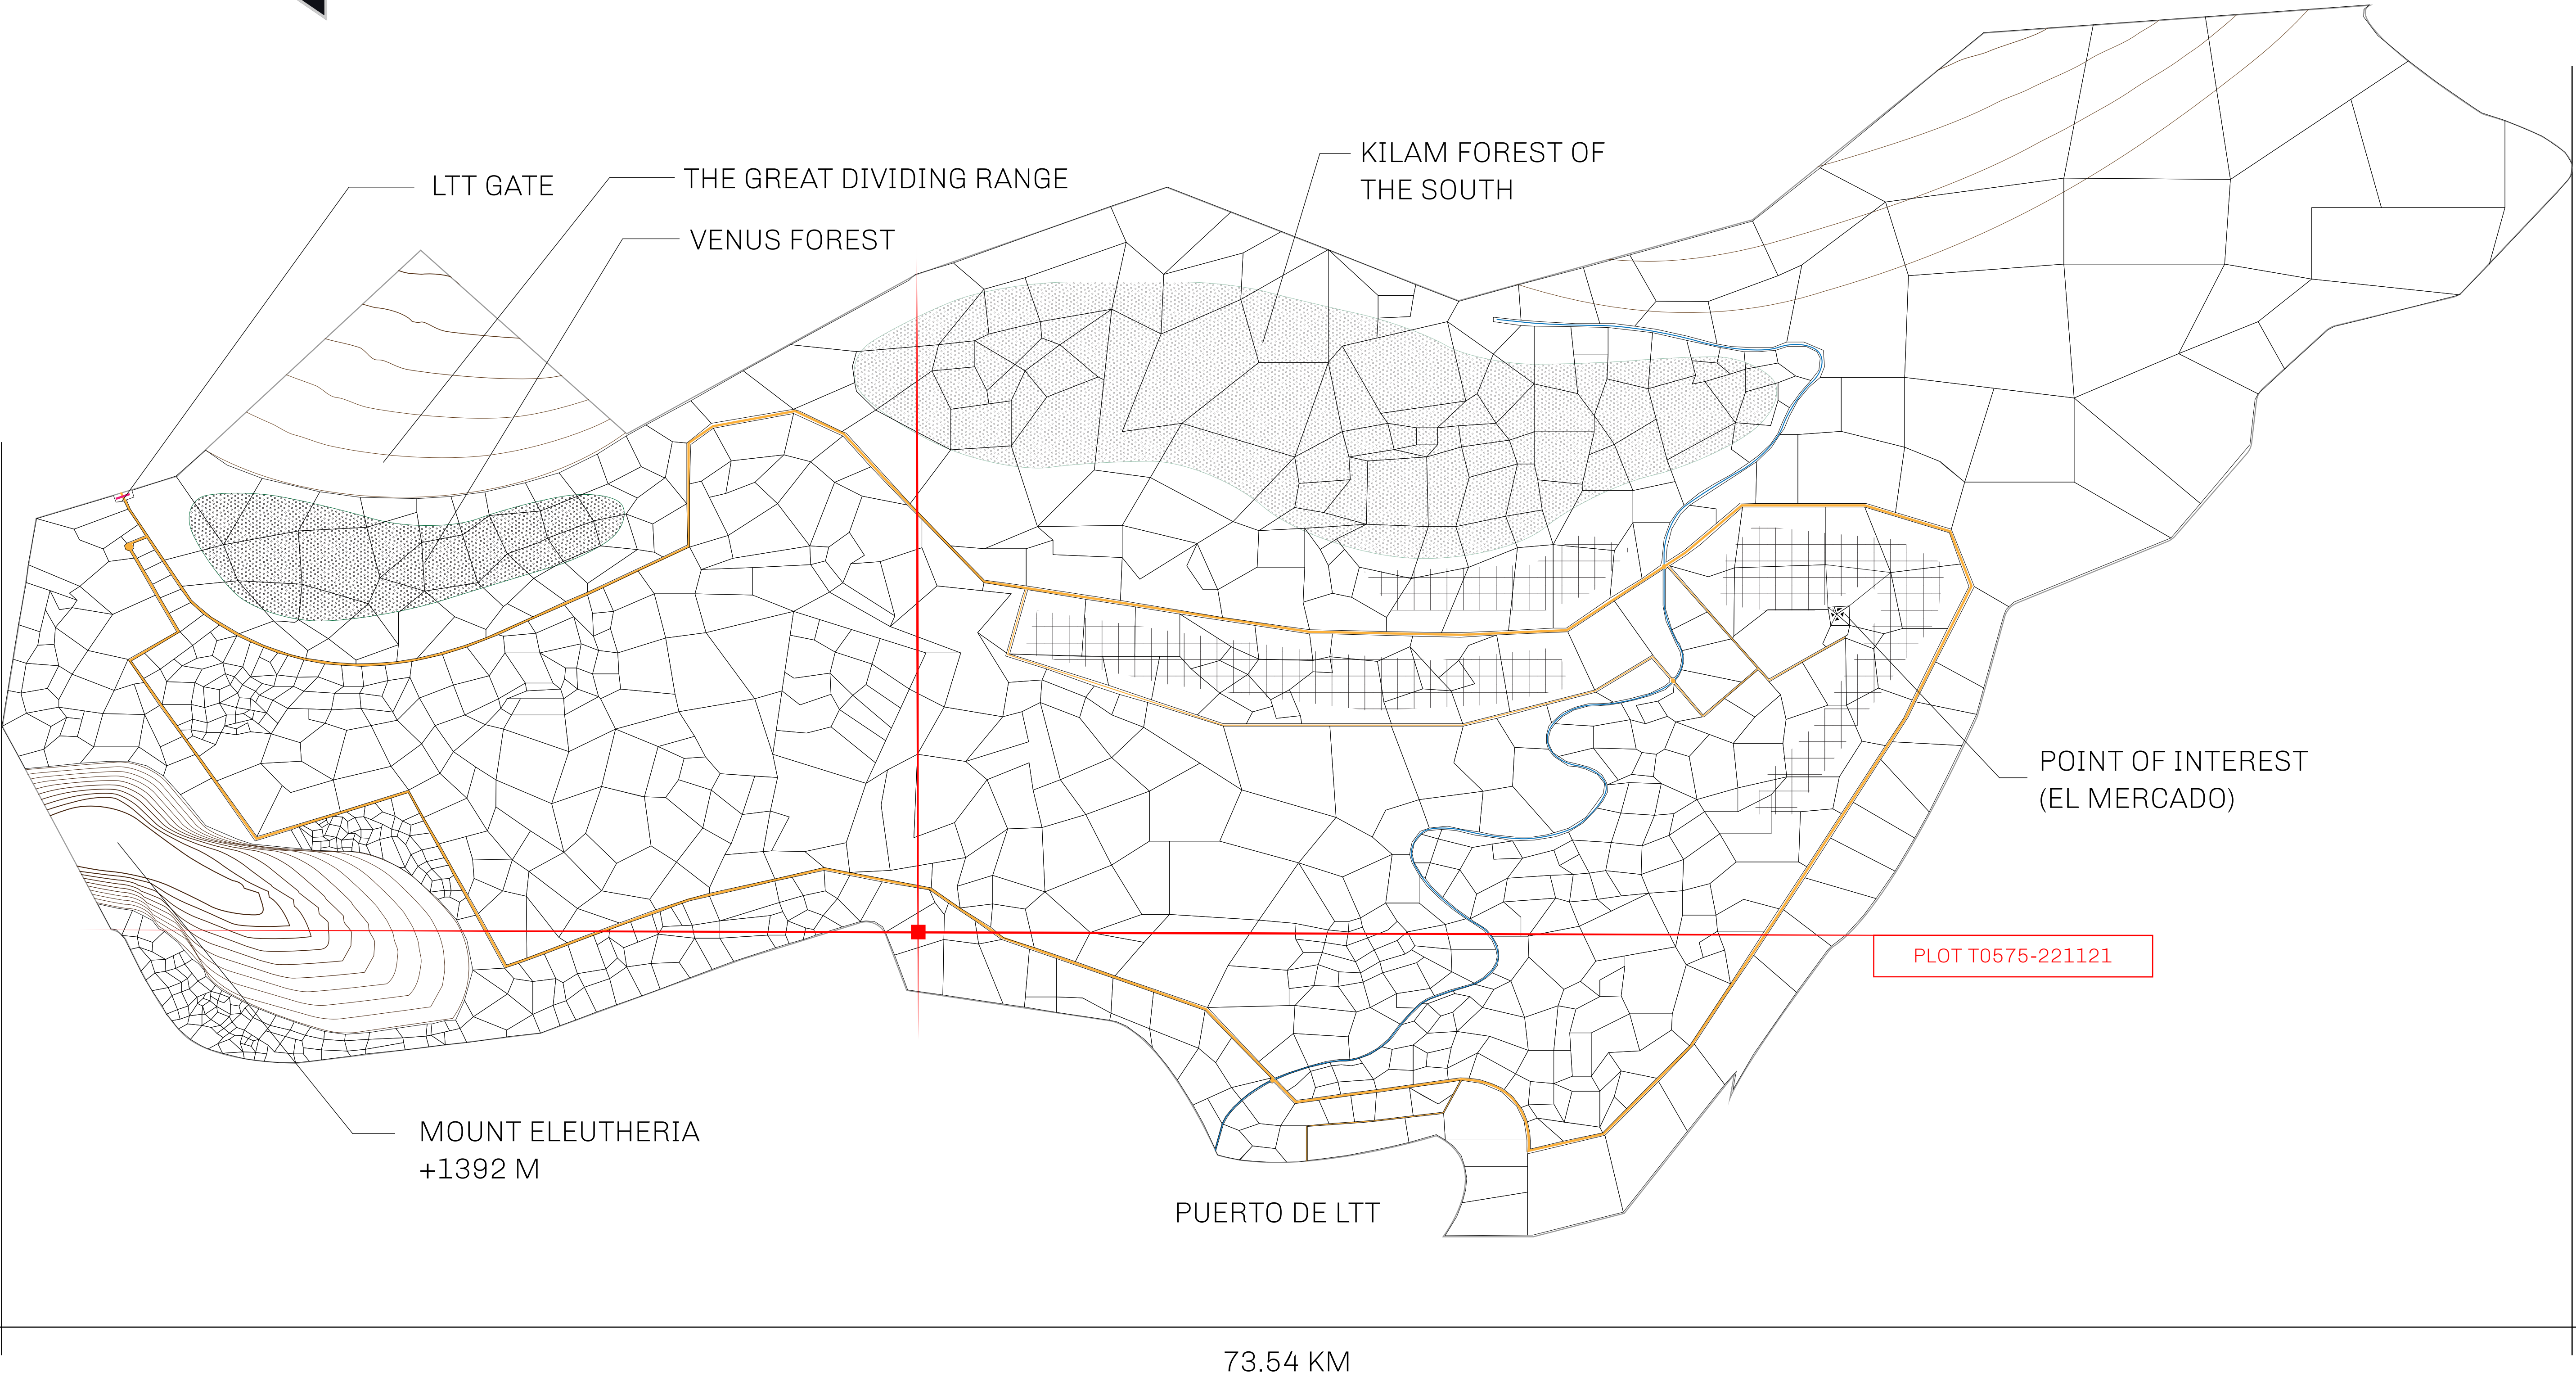 KILAM FOREST OF
THE SOUTH
LTT GATE
THE GREAT DIVIDING RANGE
VENUS FOREST
POINT OF INTEREST
(EL MERCADO)
PLOT T0575-221121
MOUNT ELEUTHERIA
+1392 M
PUERTO DE LTT
73.54 KM